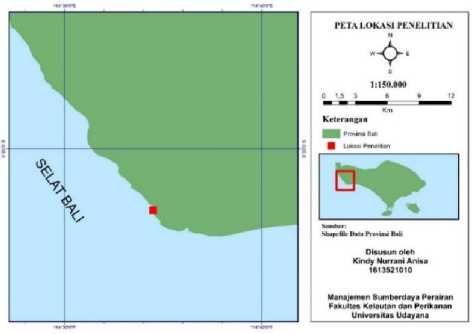 SELAT BALI
PETA LOKASI PENELITIAN
N
W E
S
1:150.000
0 1,5 3 6 9 12
Km
Keterangan
Provinsi Bali
Lokasi Penelitian
Sumber:
Shapefile Data Provinsi Bali
Disusun oleh
Kindy Nurrani Anisa
1613521010
Manajemen Sumberdaya Perairan
Fakultas Kelautan dan Perikanan
Universitas Udayana